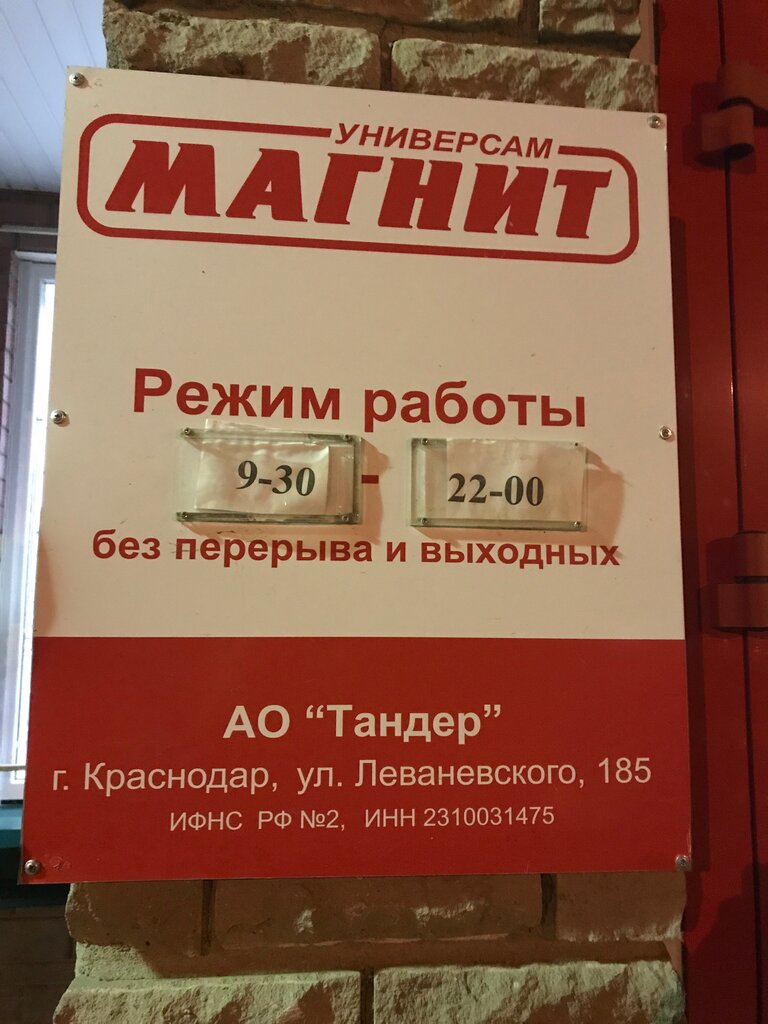 УНИВЕРСАМ
МАГНИТ
Режим работы
9-30 - 22-00
без перерыва и выходных
АО “Тандер”
г. Краснодар, ул. Леваневского, 185
ИФНС РФ №2, ИНН 2310031475